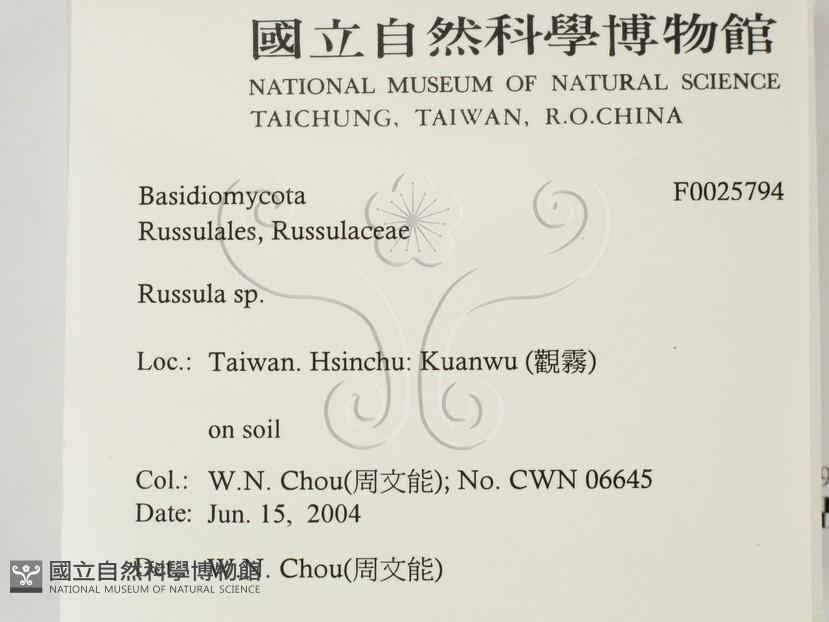 國立自然科學博物館
NATIONAL MUSEUM OF NATURAL SCIENCE
TAICHUNG, TAIWAN, R.O.CHINA
Basidiomycota F0025794
Russulales, Russulaceae
Russula sp.
Loc.: Taiwan. Hsinchu: Kuanwu (觀霧)
on soil
Col.: W.N. Chou(周文能); No. CWN 06645
Date: Jun. 15, 2004
Det.: W.N. Chou(周文能)
國立自然科學博物館
NATIONAL MUSEUM OF NATURAL SCIENCE